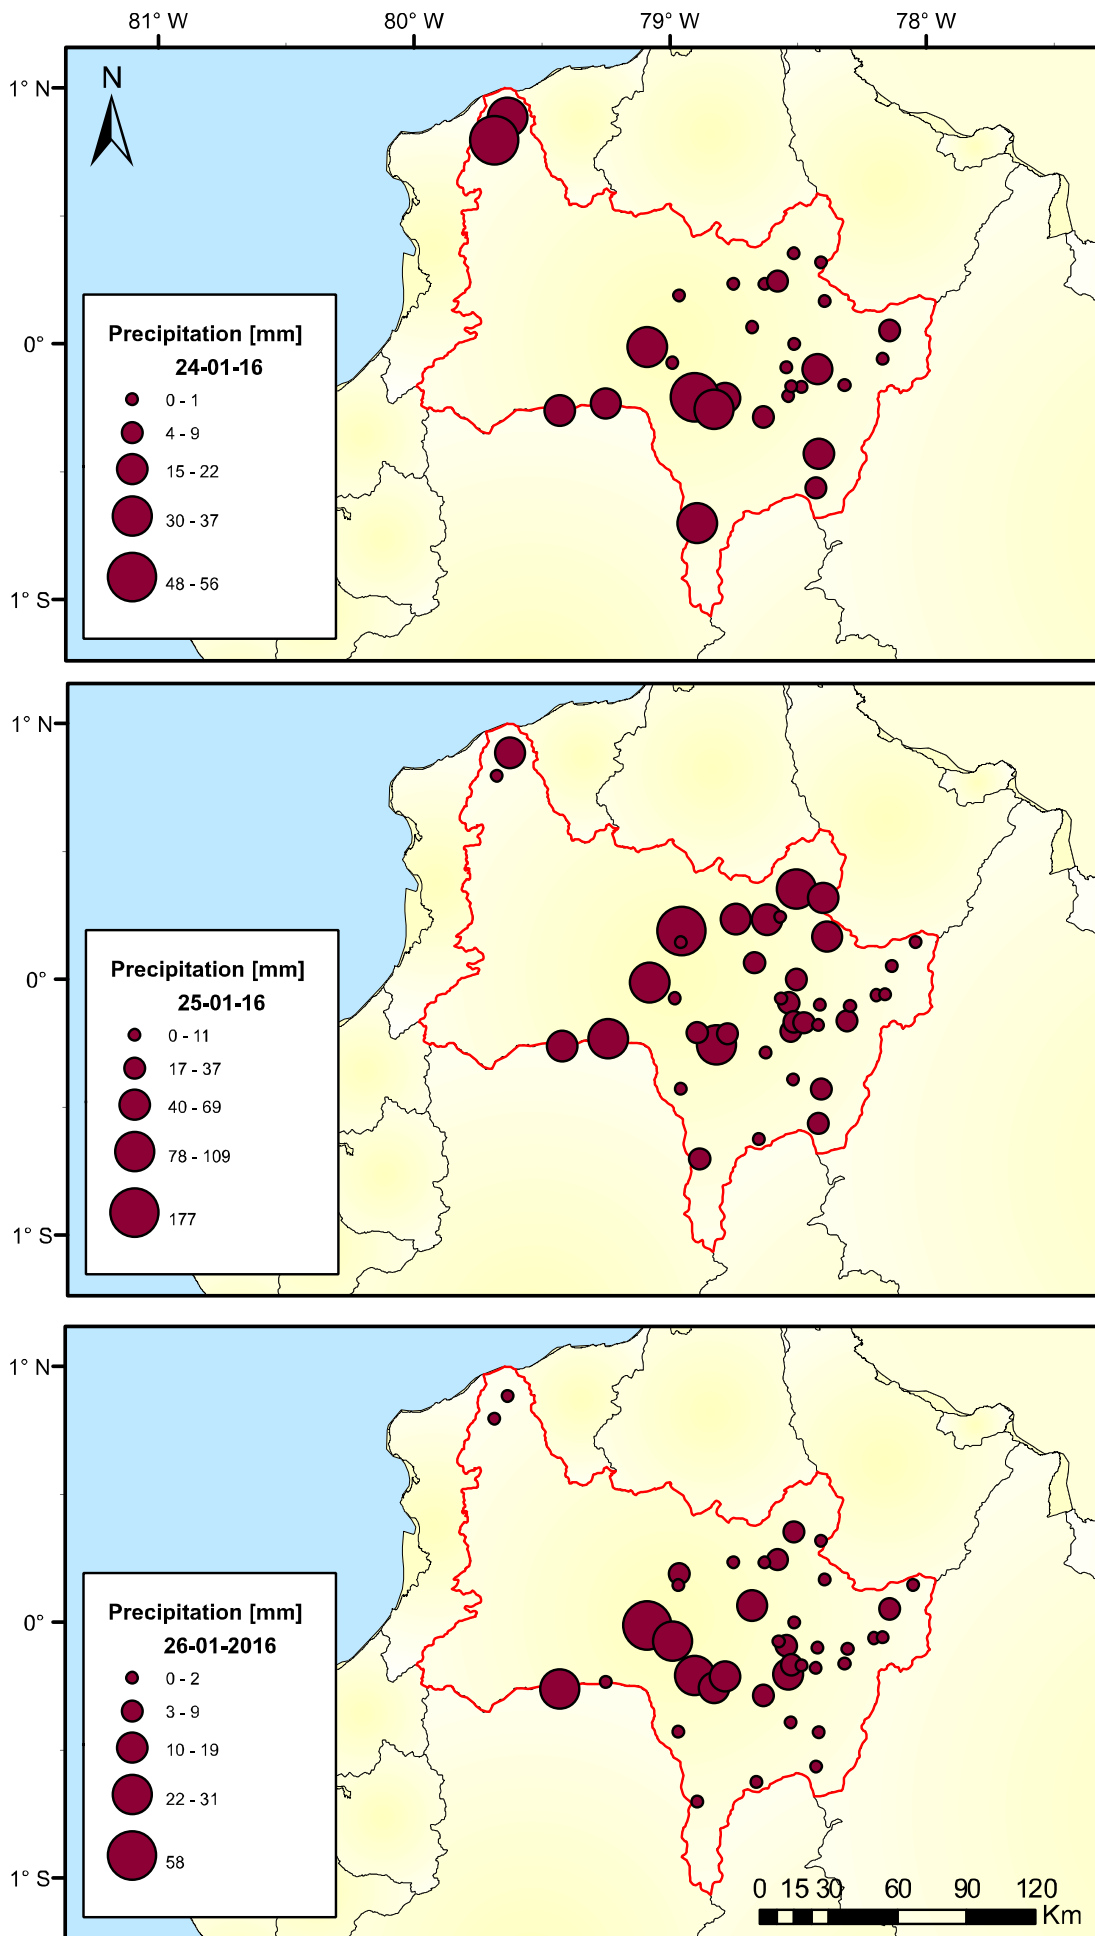 81° W 80° W 79° W 78° W
N
1° N
0°
1° S
Precipitation [mm]
24-01-16
0 - 1
4 - 9
15 - 22
30 - 37
48 - 56
1° N
0°
1° S
Precipitation [mm]
25-01-16
0 - 11
17 - 37
40 - 69
78 - 109
177
1° N
0°
1° S
Precipitation [mm]
26-01-2016
0 - 2
3 - 9
10 - 19
22 - 31
58
0 15 30 60 90 120
Km